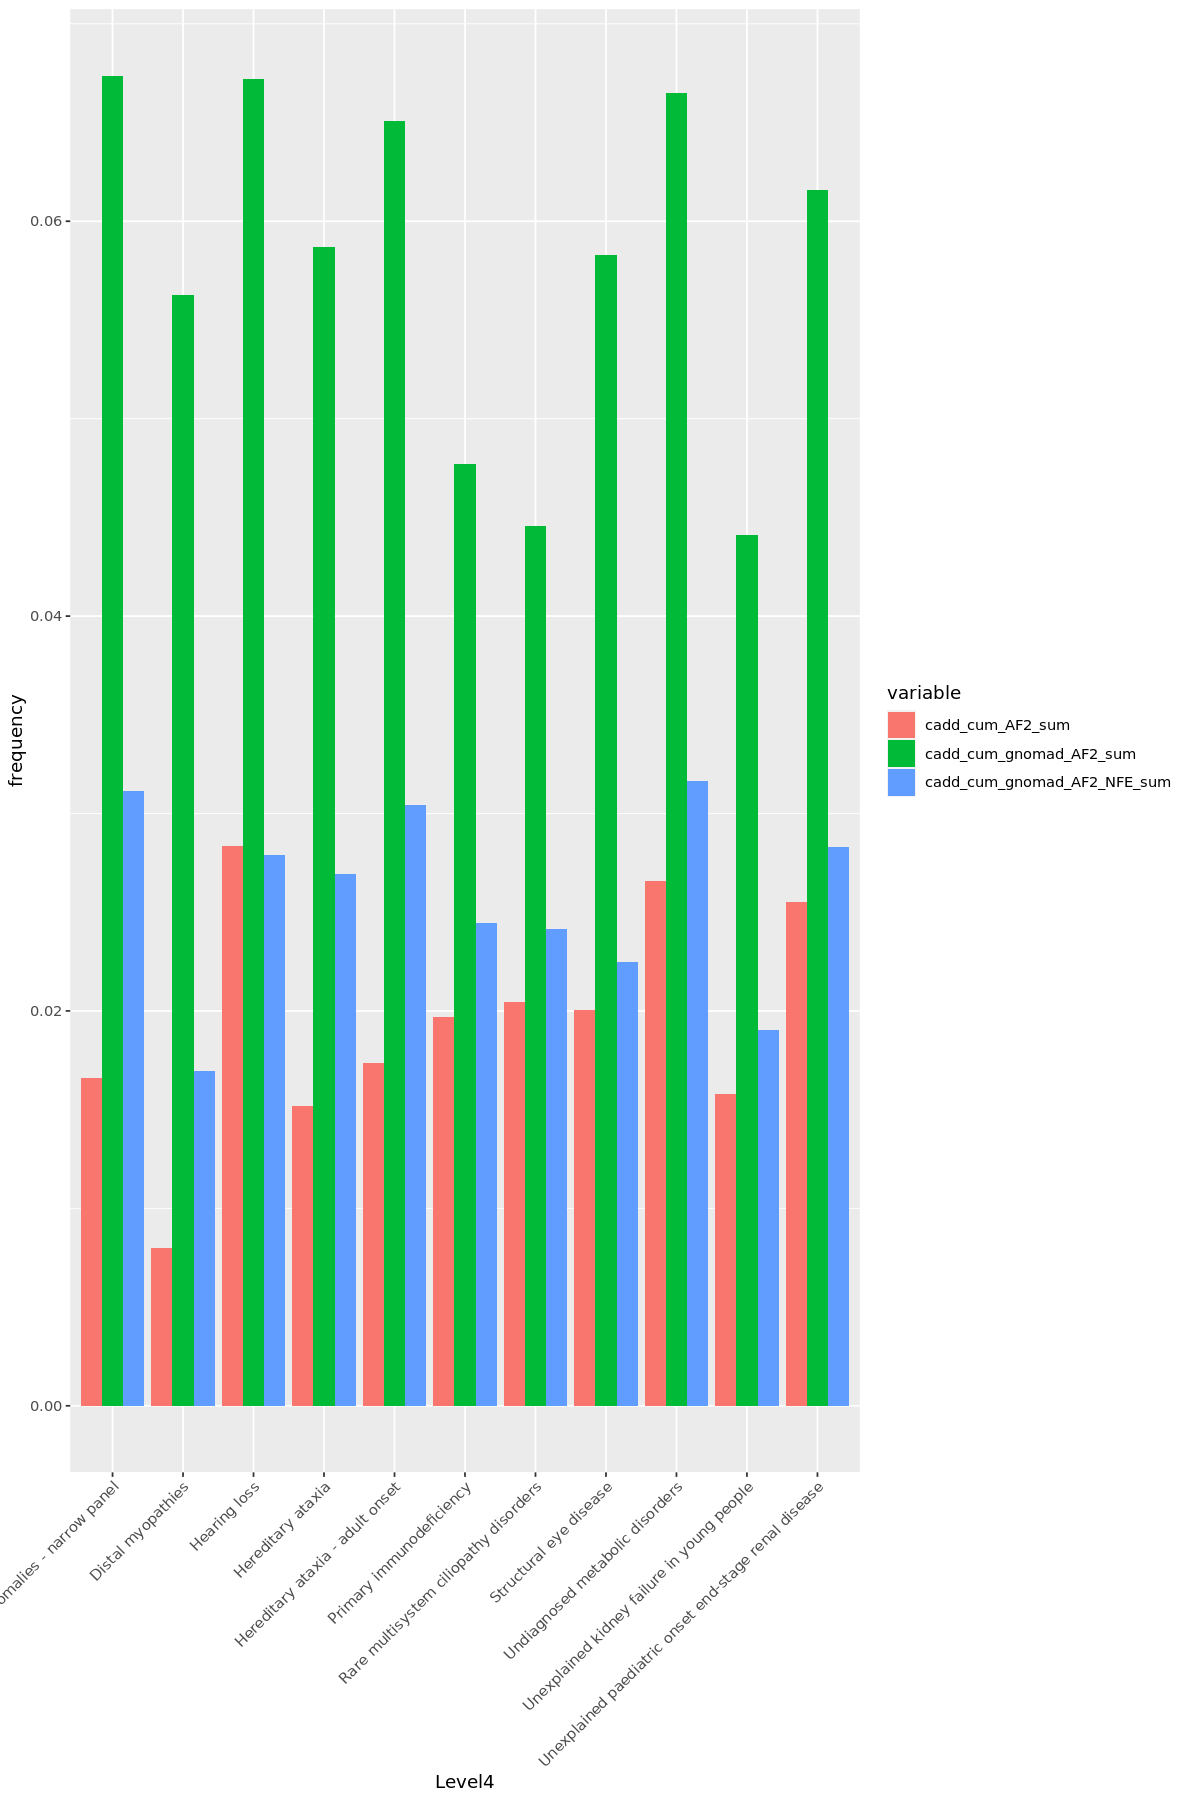 0.06
0.04
0.02
0.00
frequency
omalies - narrow panel
Distal myopathies
Hearing loss
Hereditary ataxia
Hereditary ataxia - adult onset
Primary immunodeficiency
Rare multisystem ciliopathy disorders
Structural eye disease
Undiagnosed metabolic disorders
Unexplained kidney failure in young people
Unexplained paediatric onset end-stage renal disease
Level4
variable
cadd_cum_AF2_sum
cadd_cum_gnomad_AF2_sum
cadd_cum_gnomad_AF2_NFE_sum